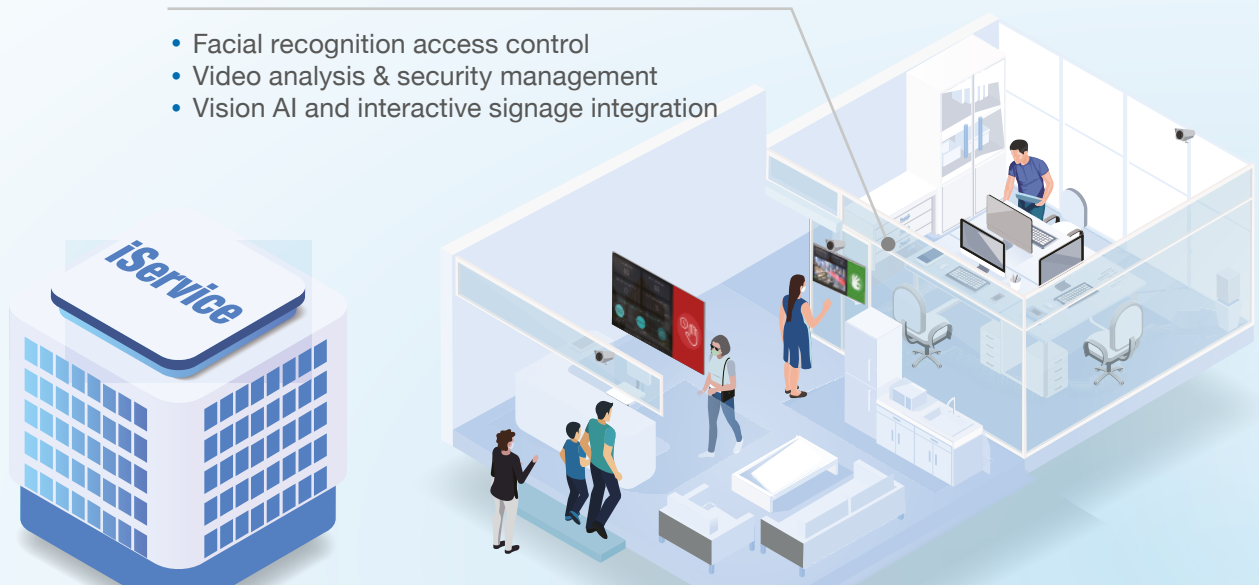 • Facial recognition access control
• Video analysis & security management
• Vision AI and interactive signage integration
iService